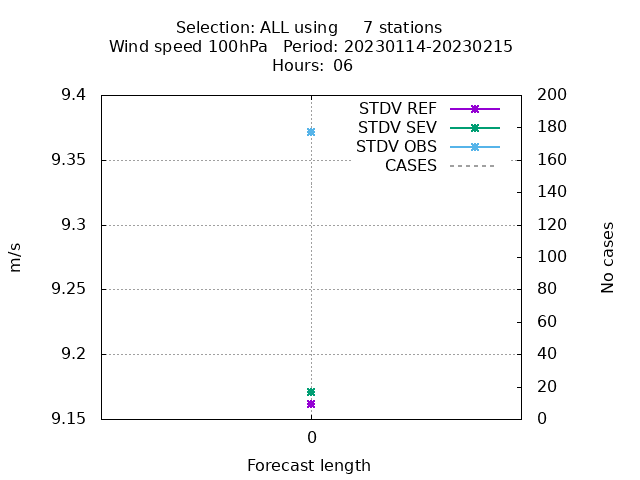 Selection: ALL using     7 stations
Wind speed 100hPa   Period: 20230114-20230215
Hours:  06
9.4
9.35
9.3
9.25
9.2
9.15
m/s
STDV REF
STDV SEV
STDV OBS
CASES
200
180
160
140
120
100
80
60
40
20
0
No cases
0
Forecast length